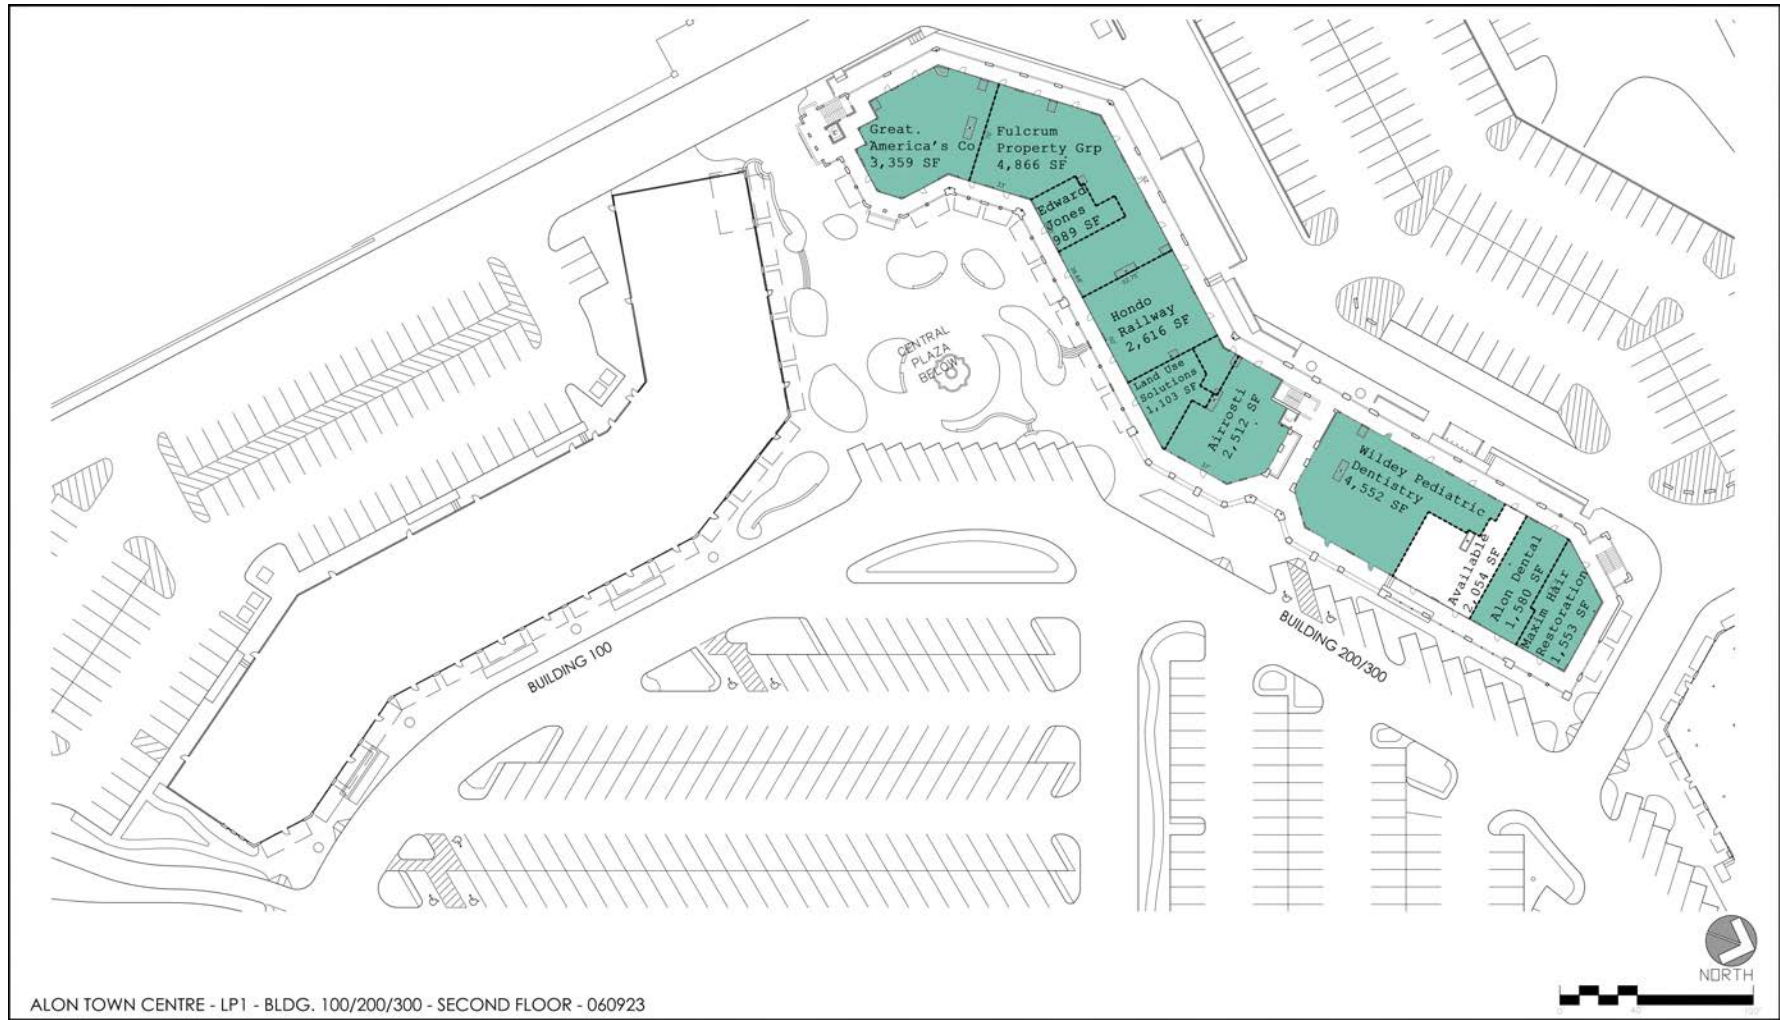 Great.
America's Co
3,359 SF
Fulcrum
Property Grp
4,866 SF
Edward
Jones
989 SF
Hondo
Railway
2,616 SF
Land Use
Solutions
1,103 SF
Airrosti
2,512 SF
Wildey Pediatric
Dentistry
4,552 SF
Available
2,054 SF
Alon Dental
1,580 SF
Maxim Hair
Restoration
1,553 SF
CENTRAL
PLAZA
BELOW
BUILDING 100
BUILDING 200/300
NORTH
0 40 100'
ALON TOWN CENTRE - LP1 - BLDG. 100/200/300 - SECOND FLOOR - 060923